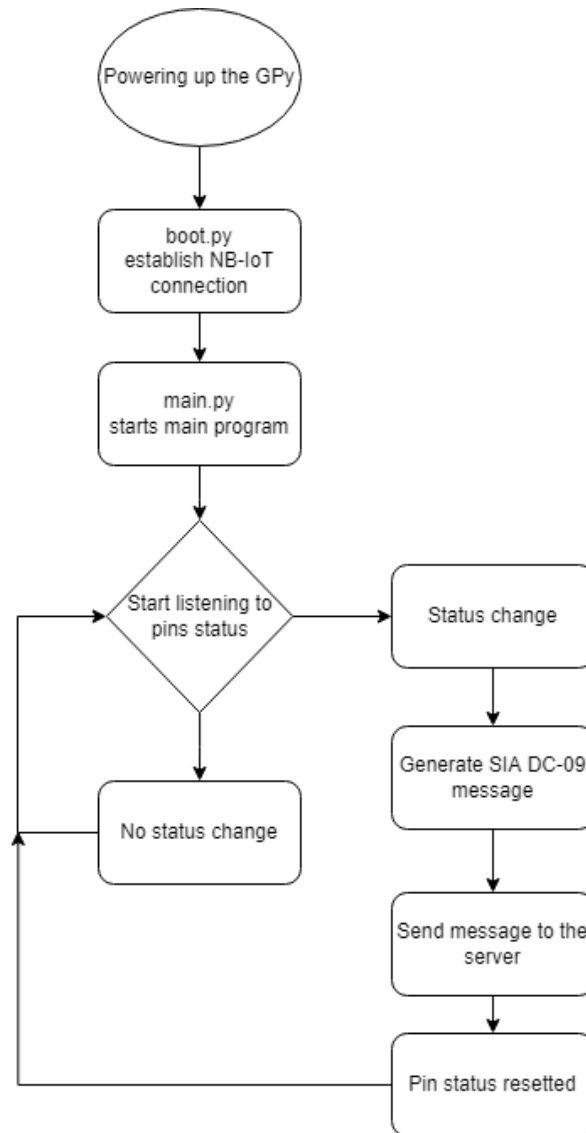 Powering up the GPy
boot.py
establish NB-IoT
connection
main.py
starts main program
Start listening to
pins status
Status change
No status change
Generate SIA DC-09
message
Send message to the
server
Pin status resetted